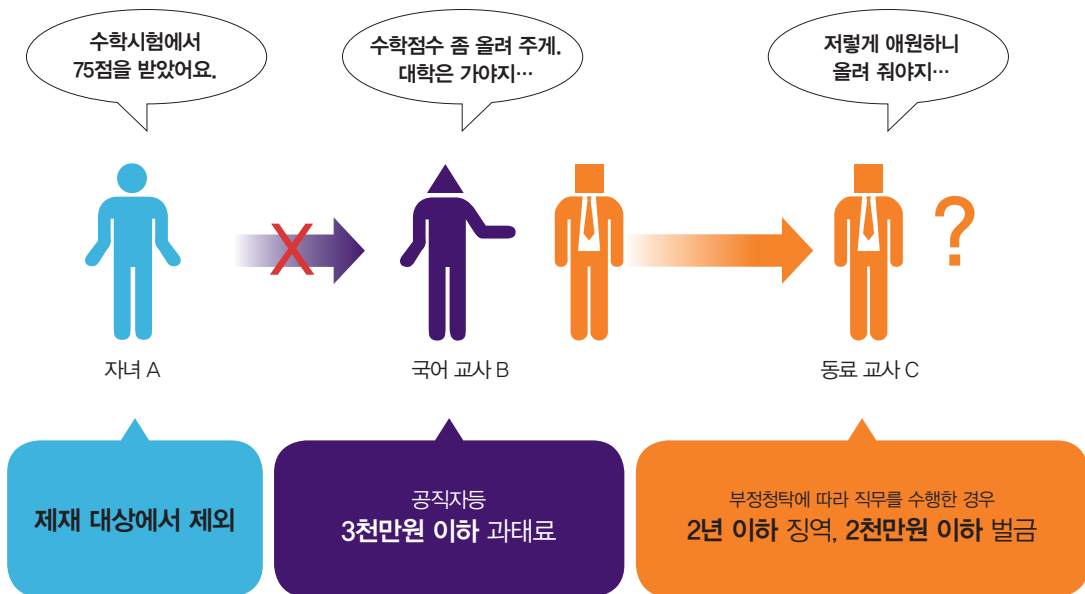 수학시험에서
75점을 받았어요.
수학점수 좀 올려 주게.
대학은 가야지…
저렇게 애원하니
올려 줘야지…
X
?
자녀 A
국어 교사 B
동료 교사 C
제재 대상에서 제외
공직자등
3천만원 이하 과태료
부정청탁에 따라 직무를 수행한 경우
2년 이하 징역, 2천만원 이하 벌금